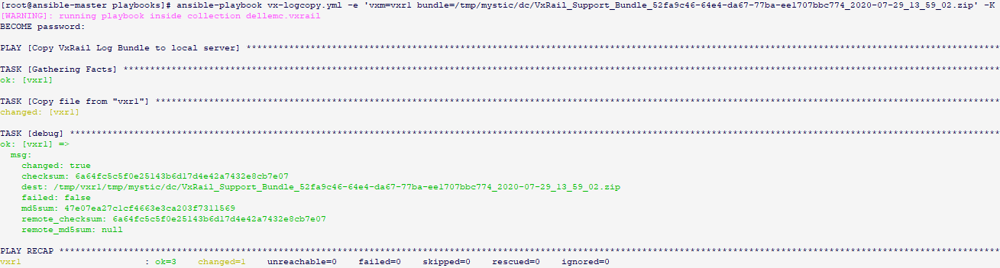 [root@ansible-master playbooks]# ansible-playbook vx-logcopy.yml -e 'vxm=vxr1 bundle=/tmp/mystic/dc/VxRail_Support_Bundle_52fa9c46-64e4-da67-77ba-ee1707bbc774_2020-07-29_13_59_02.zip' -K
[WARNING]: running playbook inside collection dellemc.vxrail
BECOME password:
PLAY [Copy VxRail Log Bundle to local server] ****************************************************************************************************************************************
TASK [Gathering Facts] ****************************************************************************************************************************************************************
ok: [vxr1]
TASK [Copy file from "vxr1"] **********************************************************************************************************************************************************
changed: [vxr1]
TASK [debug] **************************************************************************************************************************************************************************
ok: [vxr1] =>
msg:
changed: true
checksum: 6a64fc5c5f0e25143b6d17d4e42a7432e8cb7e07
dest: /tmp/vxr1/tmp/mystic/dc/VxRail_Support_Bundle_52fa9c46-64e4-da67-77ba-ee1707bbc774_2020-07-29_13_59_02.zip
failed: false
md5sum: 47e07ea27c1cf4663e3ca203f7311569
remote_checksum: 6a64fc5c5f0e25143b6d17d4e42a7432e8cb7e07
remote_md5sum: null
PLAY RECAP ****************************************************************************************************************************************************************************
vxr1 : ok=3 changed=1 unreachable=0 failed=0 skipped=0 rescued=0 ignored=0